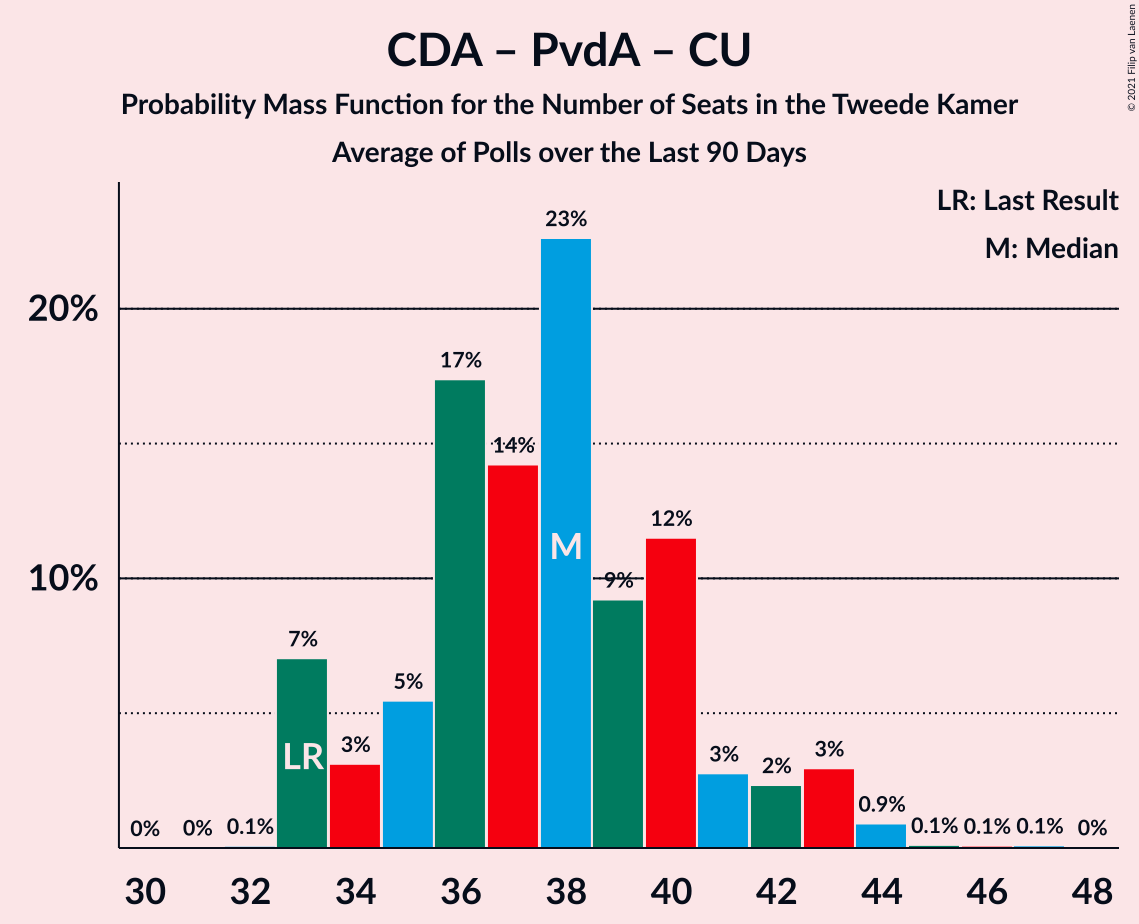 CDA – PvdA – CU
Probability Mass Function for the Number of Seats in the Tweede Kamer
Average of Polls over the Last 90 Days
© 2021 Filip van Laenen
LR: Last Result
M: Median
20%
10%
0%
0%
0.1%
7%
3%
5%
17%
14%
23%
9%
12%
3%
2%
3%
0.9%
0.1%
0.1%
0.1%
0%
LR
M
30 32 34 36 38 40 42 44 46 48